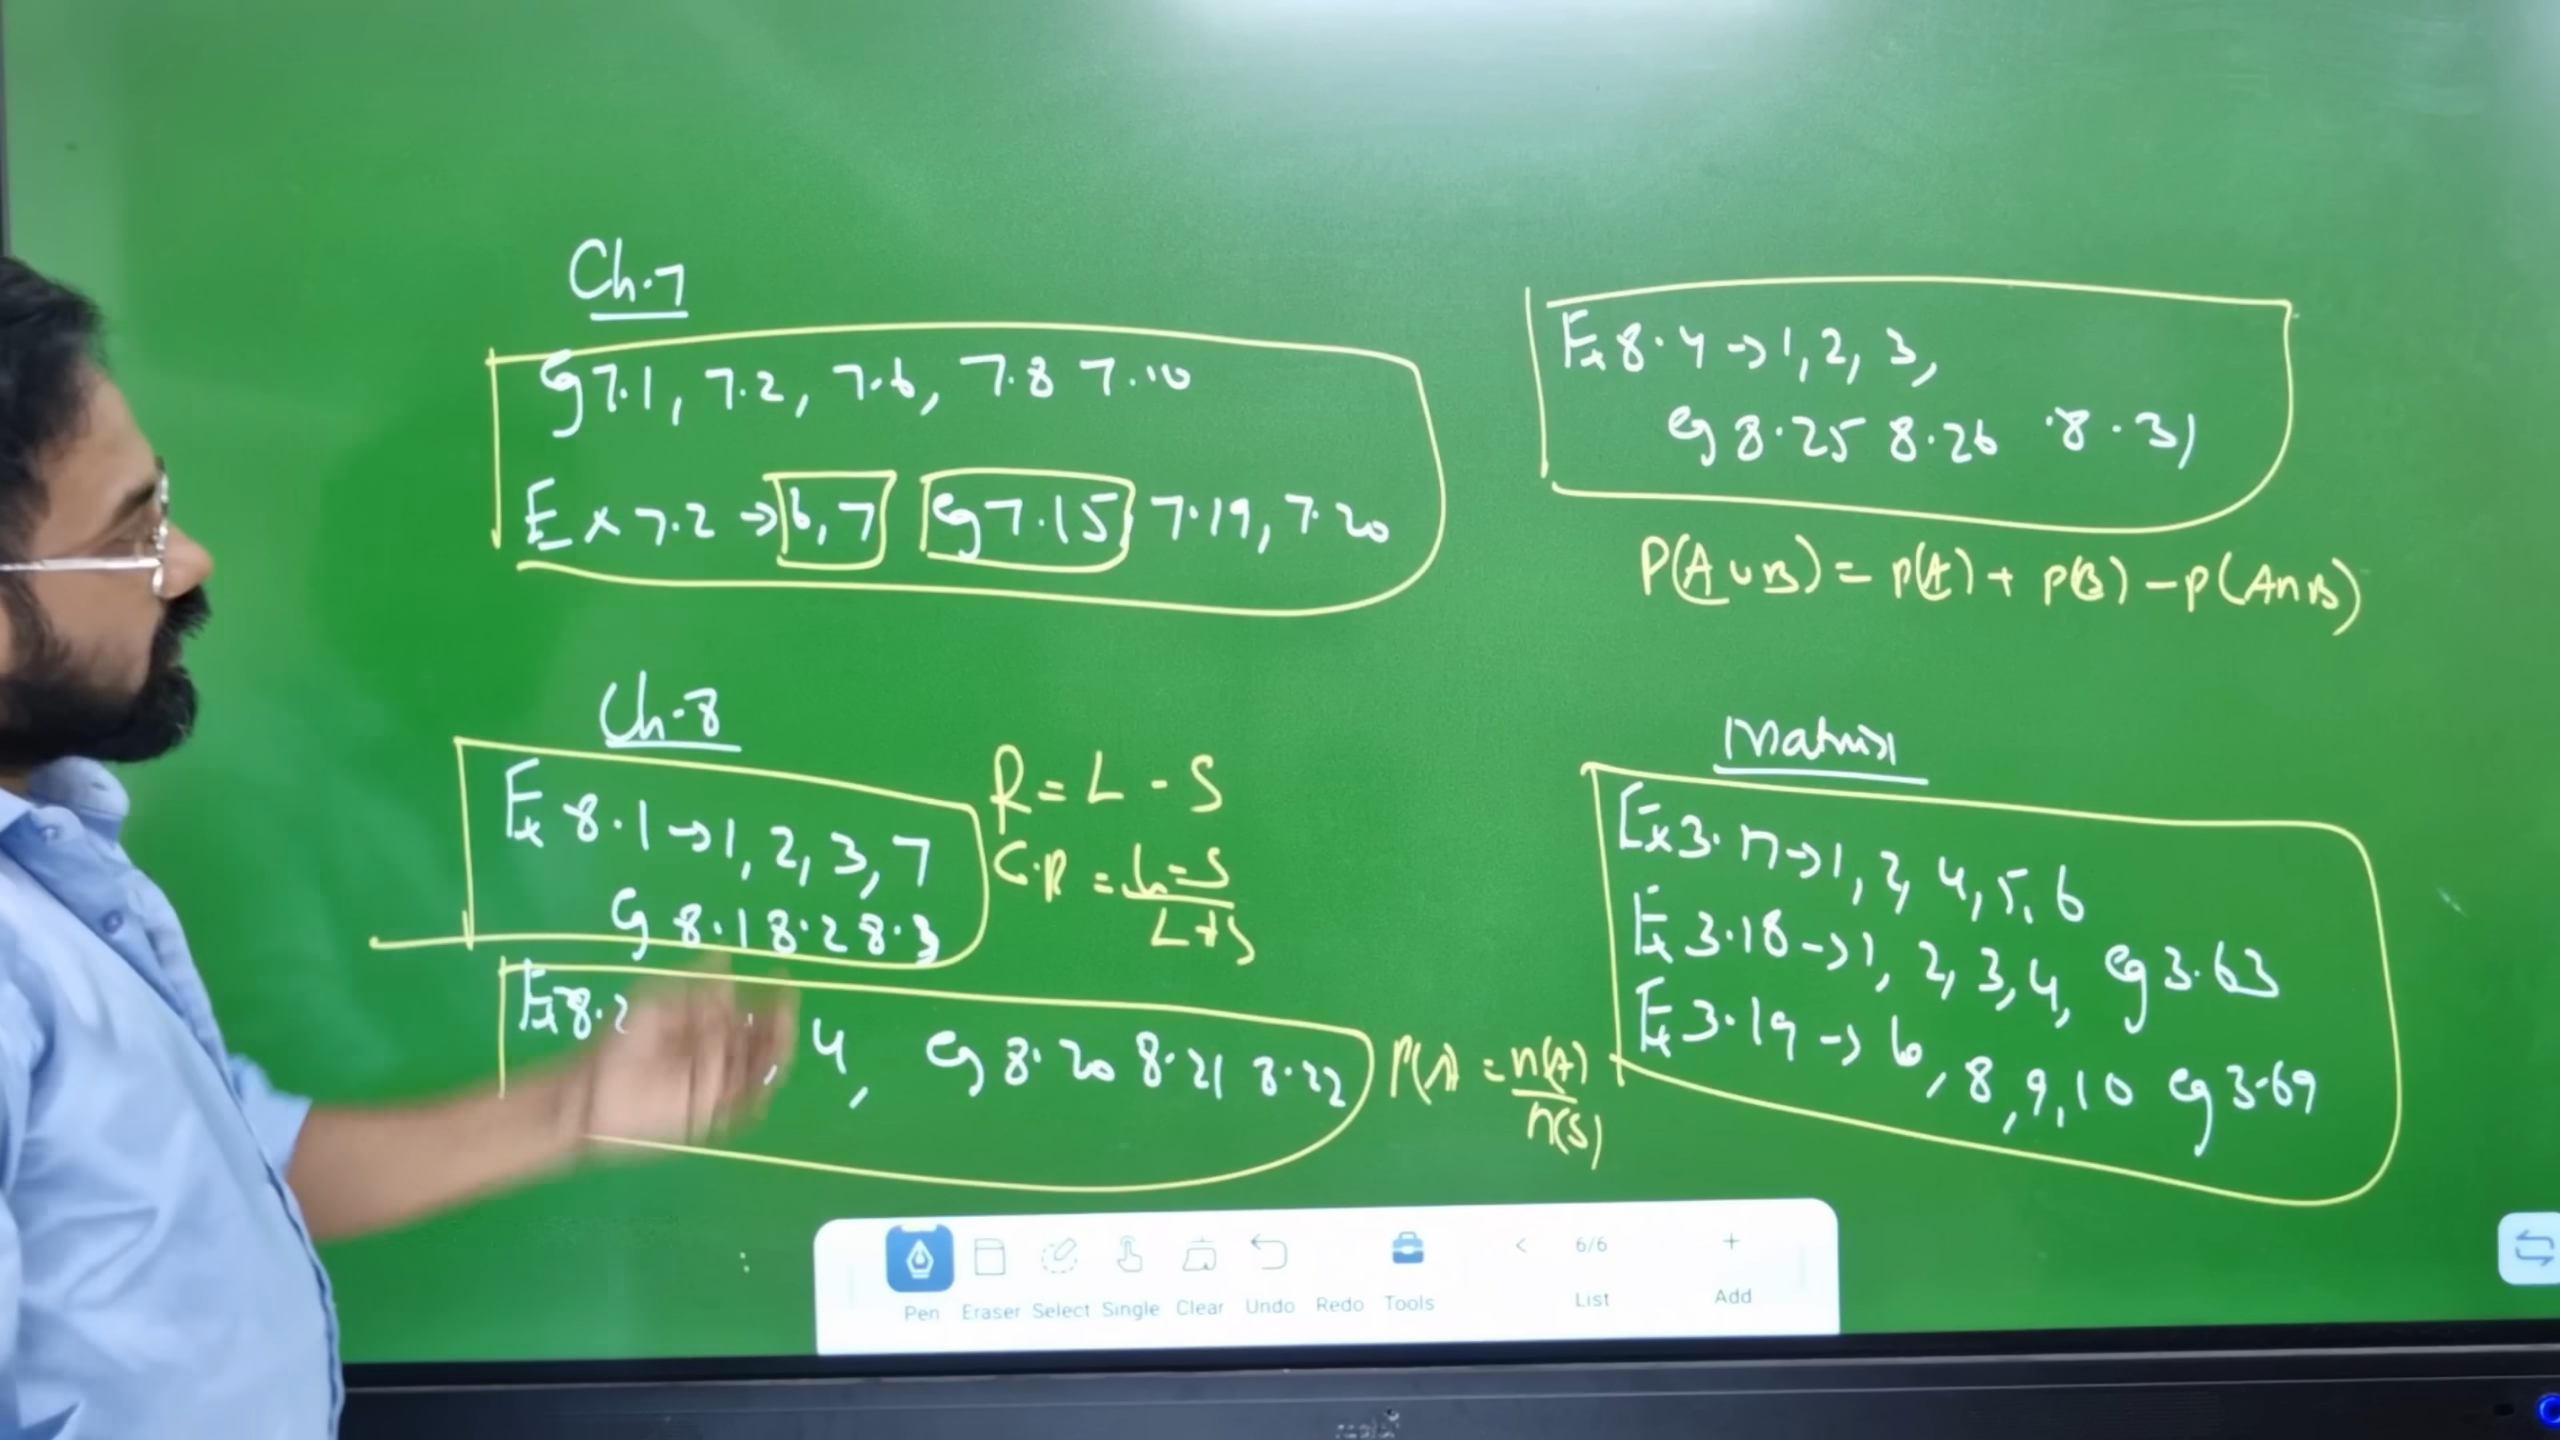 Ch.7
eg 7.1, 7.2, 7.6, 7.8 7.10
Ex 7.2 → 6, 7 eg 7.15, 7.19, 7.20
Ch-8
Ex 8.1 → 1, 2, 3, 7
eg 8.1 8.2 8.3
R = L - S
C.R = L-S
L+S
, 4, eg 8.20 8.21 8.22
P(A) = n(A)
n(S)
Ex 8.4 → 1, 2, 3,
eg 8.25 8.26 8.31
P(A∪B) = P(A) + P(B) - P(A∩B)
Matrix
Ex 3.17 → 1, 2, 4, 5, 6
Ex 3.18 → 1, 2, 3, 4, eg 3.63
Ex 3.19 → 6, 8, 9, 10 eg 3.69
< 6/6 +
Pen Eraser Select Single Clear Undo Redo Tools List Add